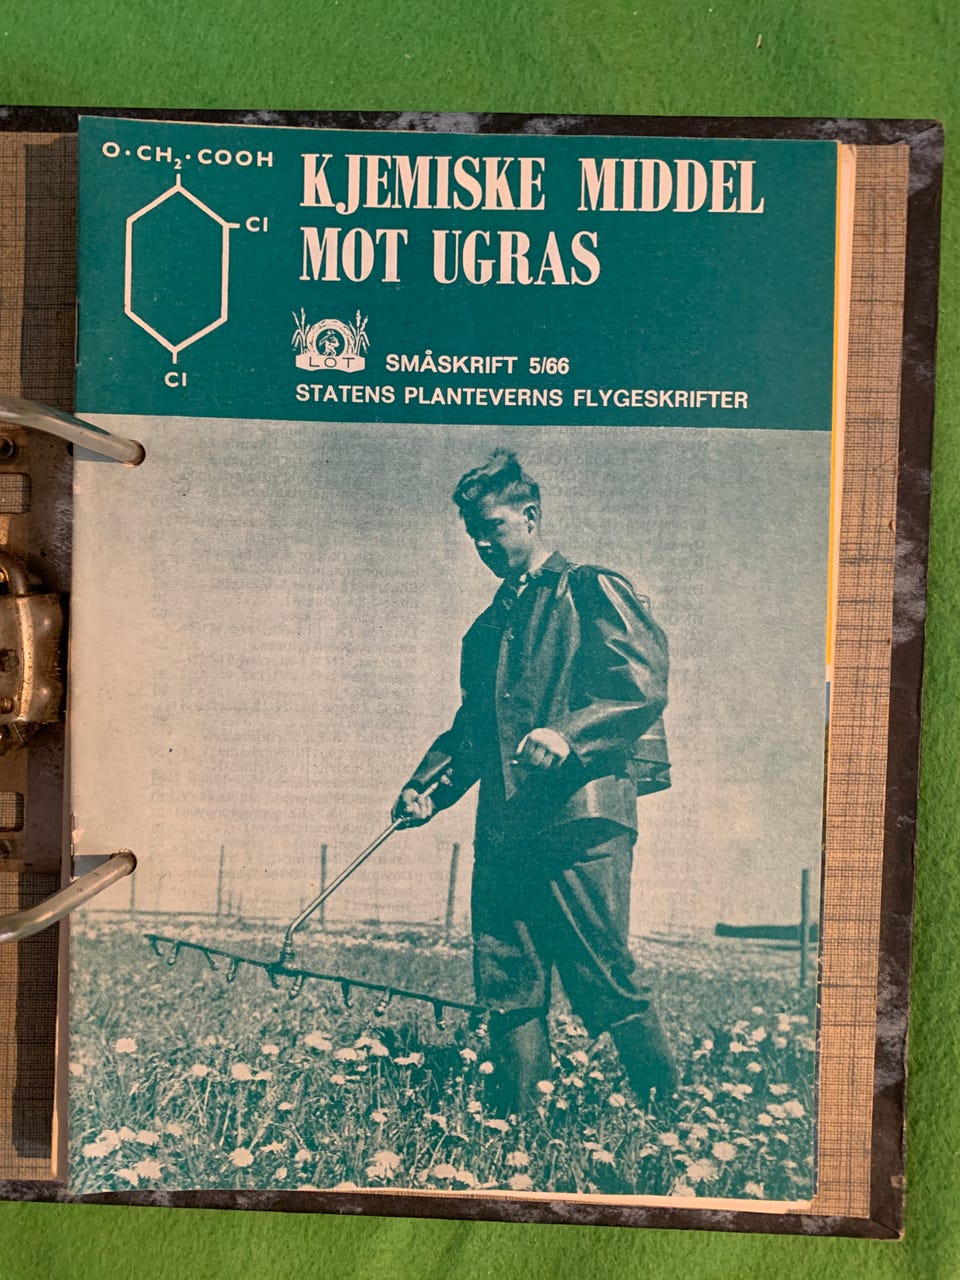 O·CH₂·COOH
Cl
Cl
KJEMISKE MIDDEL
MOT UGRAS
LOT
SMÅSKRIFT 5/66
STATENS PLANTEVERNS FLYGESKRIFTER